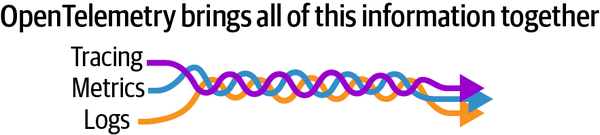 OpenTelemetry brings all of this information together
Tracing
Metrics
Logs